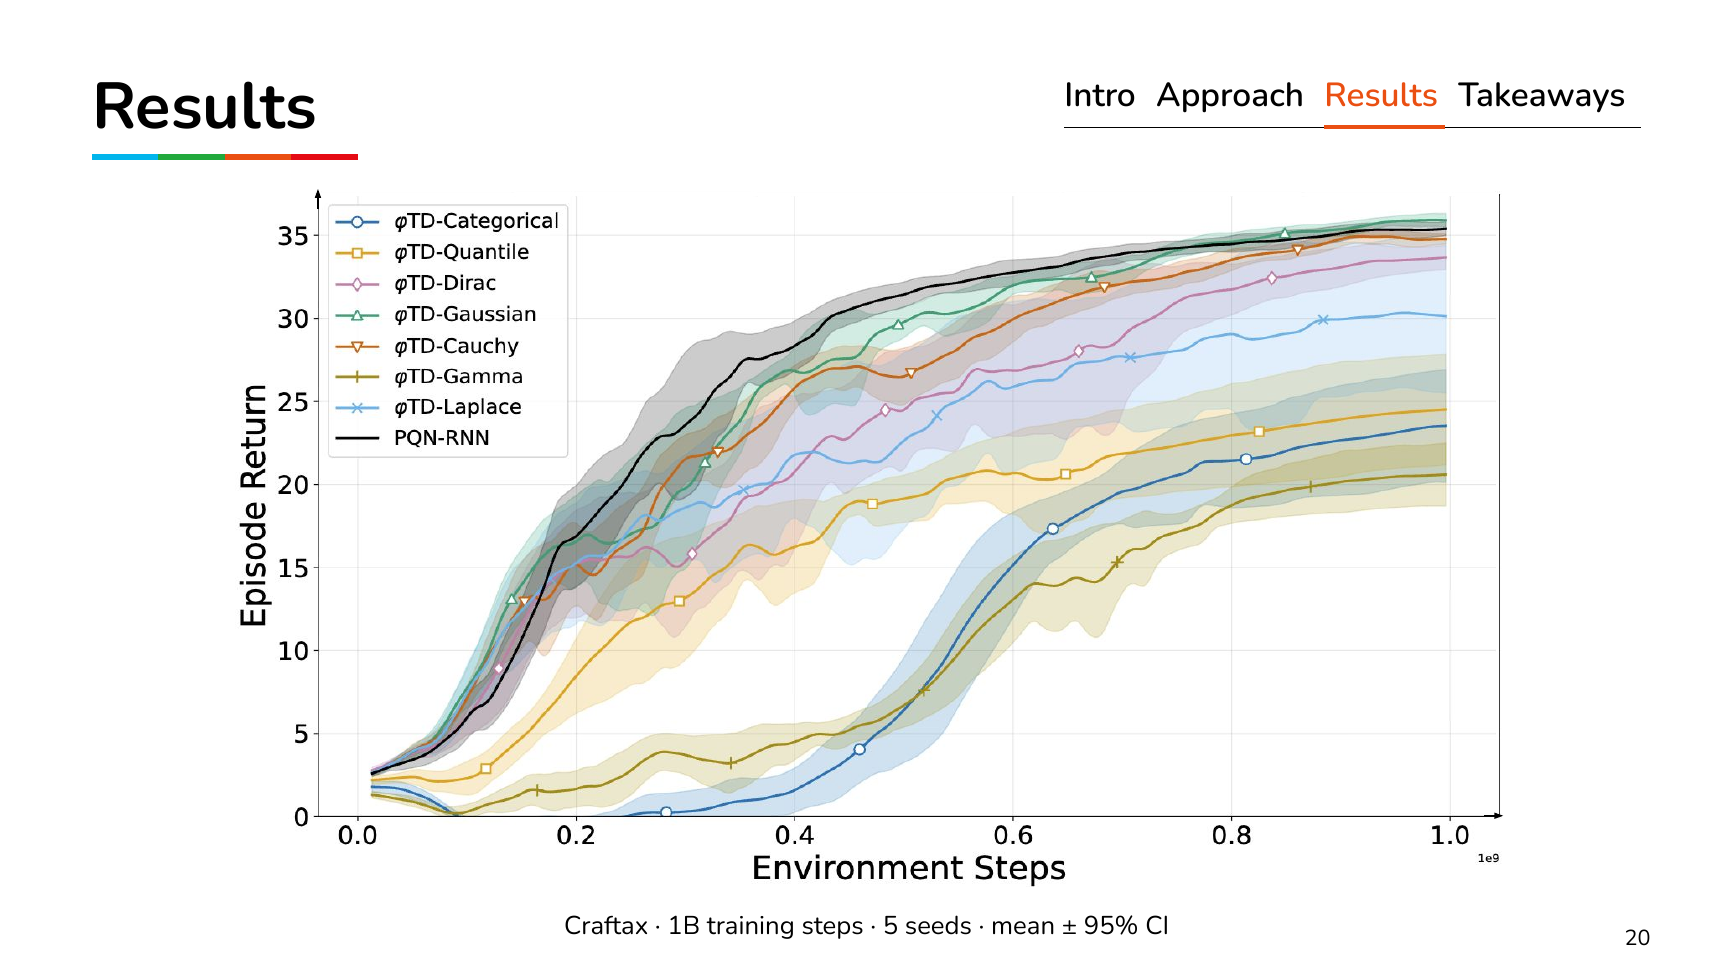 Results
Intro Approach Results Takeaways
φTD-Categorical
φTD-Quantile
φTD-Dirac
φTD-Gaussian
φTD-Cauchy
φTD-Gamma
φTD-Laplace
PQN-RNN
Episode Return
35
30
25
20
15
10
5
0
0.0 0.2 0.4 0.6 0.8 1.0
1e9
Environment Steps
Craftax · 1B training steps · 5 seeds · mean ± 95% CI
20